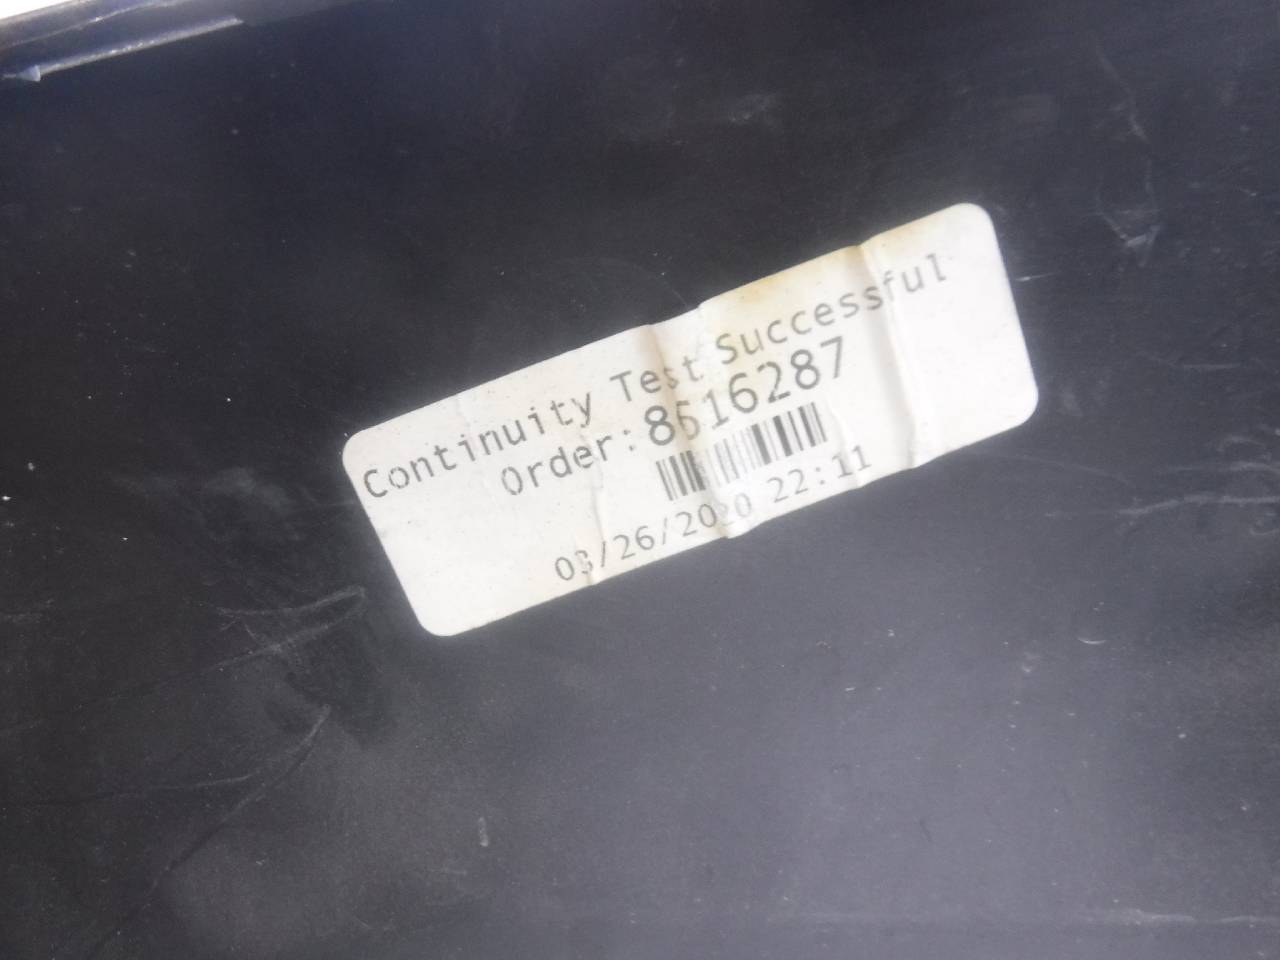 Continuity Test Successful
Order:8616287
03/26/2020 22:11